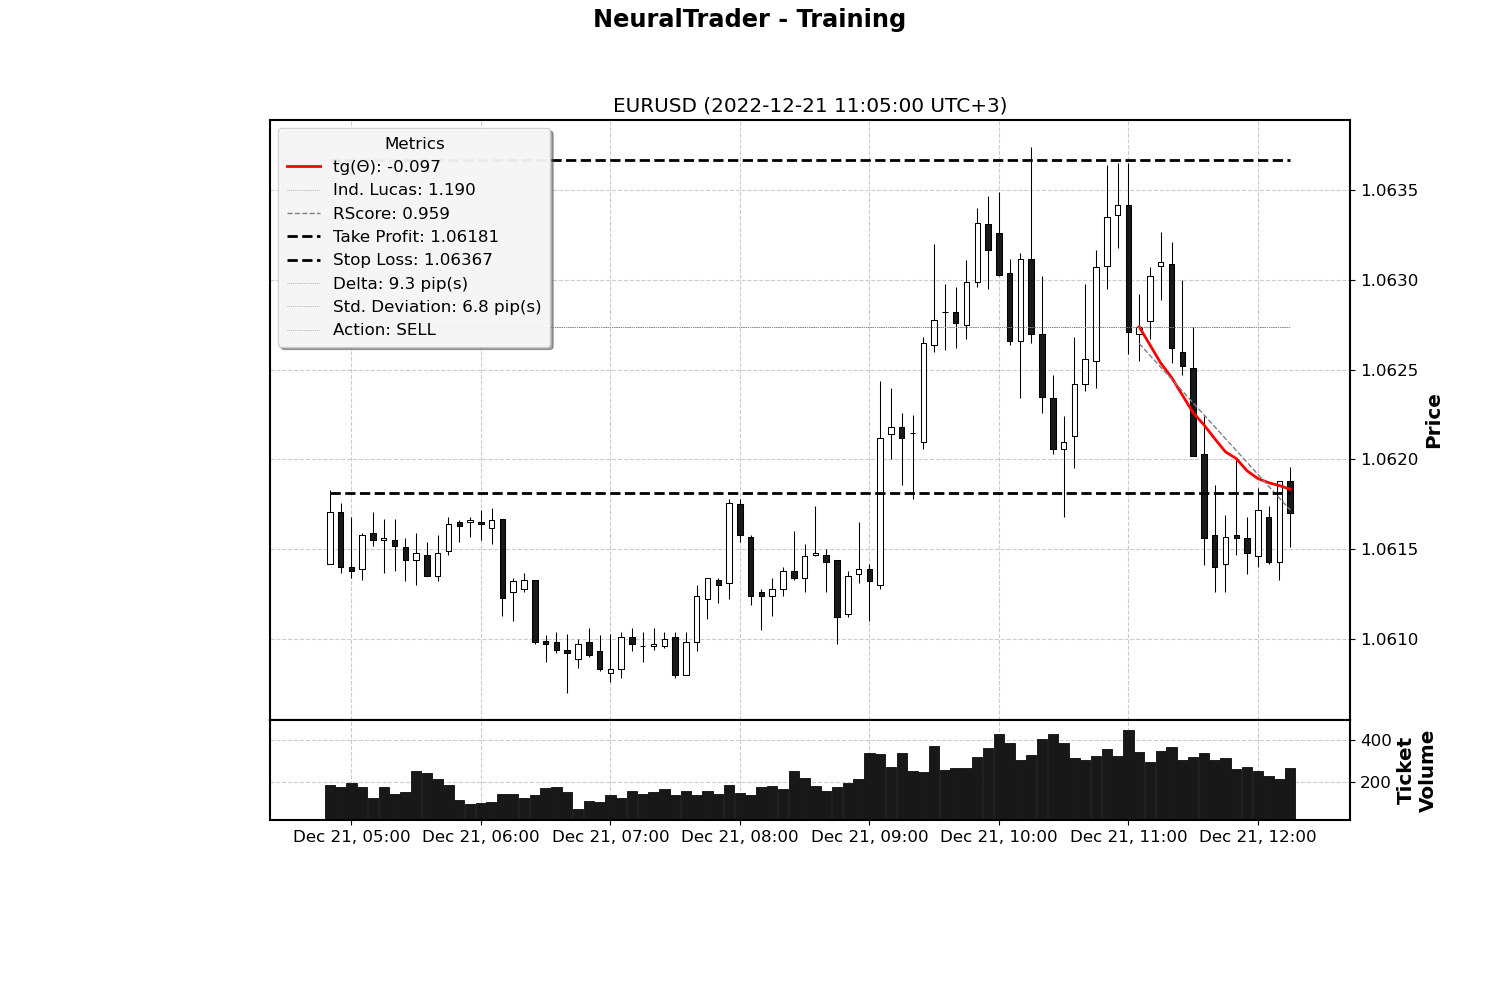 NeuralTrader - Training
EURUSD (2022-12-21 11:05:00 UTC+3)
Metrics
tg(Θ): -0.097
Ind. Lucas: 1.190
RScore: 0.959
Take Profit: 1.06181
Stop Loss: 1.06367
Delta: 9.3 pip(s)
Std. Deviation: 6.8 pip(s)
Action: SELL
1.0635
1.0630
1.0625
1.0620
1.0615
1.0610
Price
400
200
Ticket
Volume
Dec 21, 05:00 Dec 21, 06:00 Dec 21, 07:00 Dec 21, 08:00 Dec 21, 09:00 Dec 21, 10:00 Dec 21, 11:00 Dec 21, 12:00